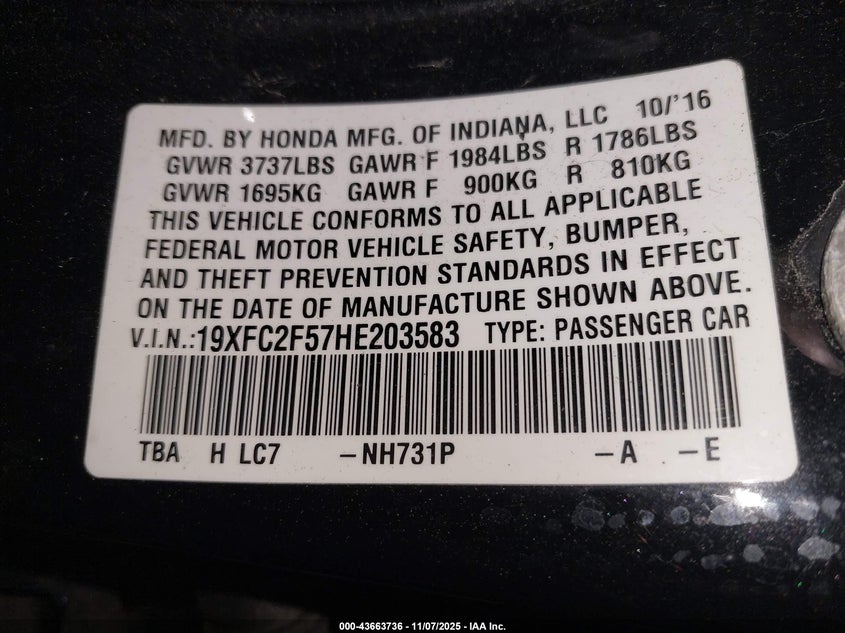 MFD. BY HONDA MFG. OF INDIANA, LLC 10/'16
GVWR 3737LBS GAWR F 1984LBS R 1786LBS
GVWR 1695KG GAWR F 900KG R 810KG
THIS VEHICLE CONFORMS TO ALL APPLICABLE
FEDERAL MOTOR VEHICLE SAFETY, BUMPER,
AND THEFT PREVENTION STANDARDS IN EFFECT
ON THE DATE OF MANUFACTURE SHOWN ABOVE.
V.I.N.:19XFC2F57HE203583 TYPE: PASSENGER CAR
TBA H LC7 -NH731P -A -E
000-43663736 - 11/07/2025 - IAA Inc.